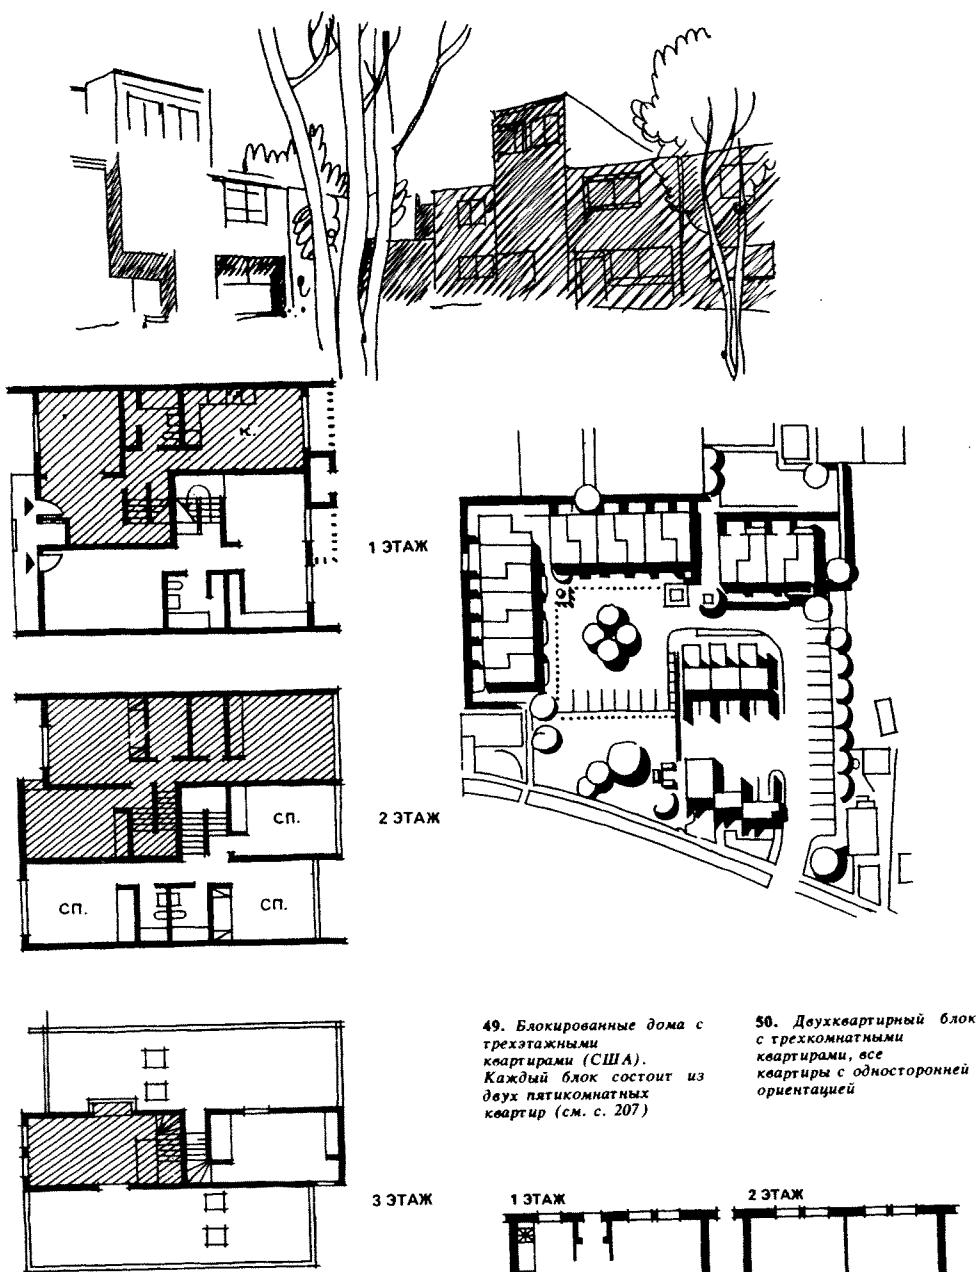 К.
1 ЭТАЖ
СП.
2 ЭТАЖ
СП.
СП.
49. Блокированные дома с
трехэтажными
квартирами (США).
Каждый блок состоит из
двух пятикомнатных
квартир (см. с. 207)
50. Двухквартирный блок
с трехкомнатными
квартирами, все
квартиры с односторонней
ориентацией
3 ЭТАЖ
1 ЭТАЖ
2 ЭТАЖ